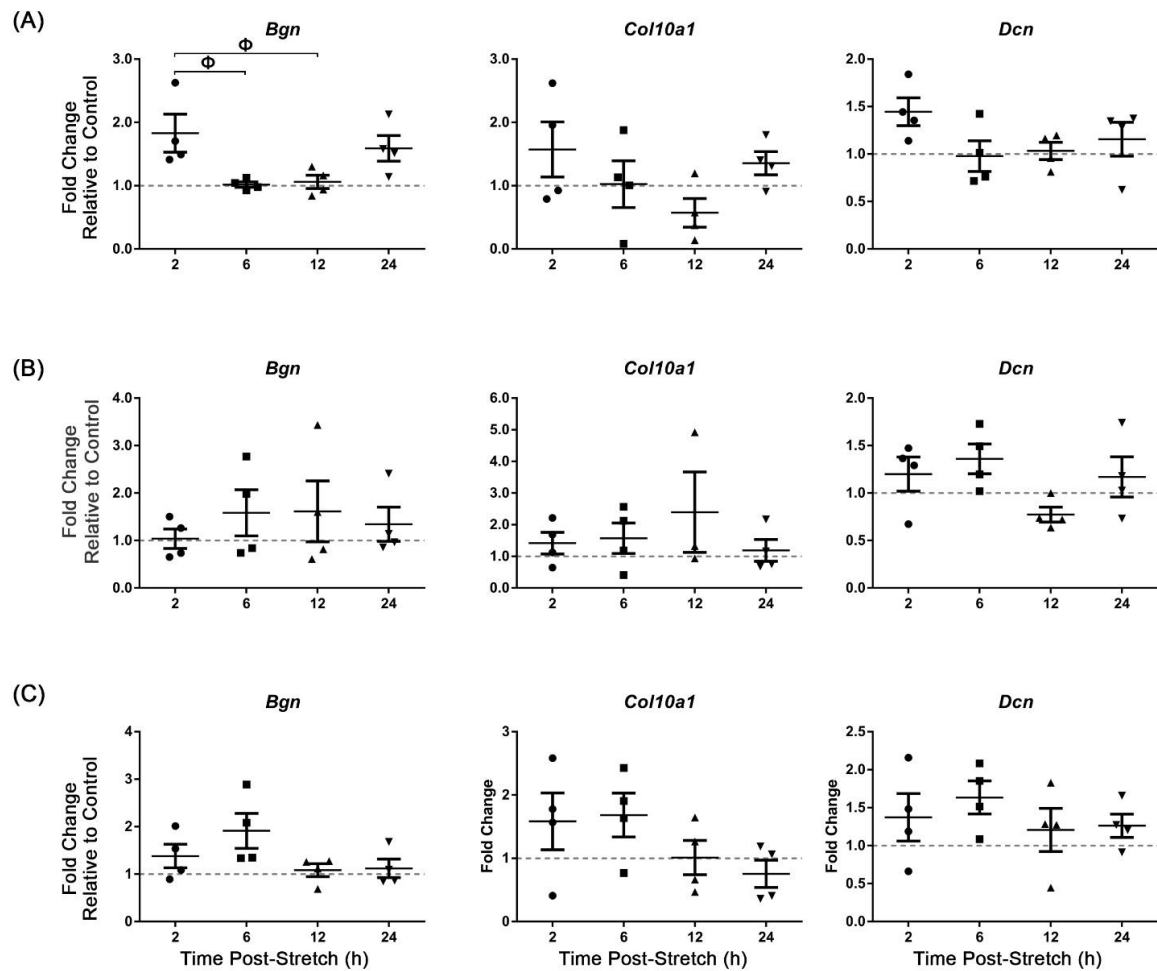 (A)
Bgn
Col10a1
Dcn
Φ
Φ
Fold Change
Relative to Control
3.0
2.0
1.0
0.0
2 6 12 24
3.0
2.0
1.0
0.0
2 6 12 24
2.0
1.5
1.0
0.5
0.0
2 6 12 24
(B)
Bgn
Col10a1
Dcn
Fold Change
Relative to Control
4.0
3.0
2.0
1.0
0.0
2 6 12 24
6.0
5.0
4.0
3.0
2.0
1.0
0.0
2 6 12 24
2.0
1.5
1.0
0.5
0.0
2 6 12 24
(C)
Bgn
Col10a1
Dcn
Fold Change
Relative to Control
4
3
2
1
0
2 6 12 24
Time Post-Stretch (h)
Fold Change
3
2
1
0
2 6 12 24
Time Post-Stretch (h)
Fold Change
2.5
2.0
1.5
1.0
0.5
0.0
2 6 12 24
Time Post-Stretch (h)